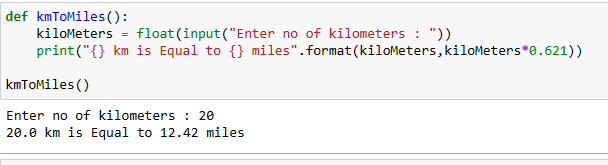 def kmToMiles():
    kiloMeters = float(input("Enter no of kilometers : "))
    print("{} km is Equal to {} miles".format(kiloMeters,kiloMeters*0.621))
kmToMiles()
Enter no of kilometers : 20
20.0 km is Equal to 12.42 miles